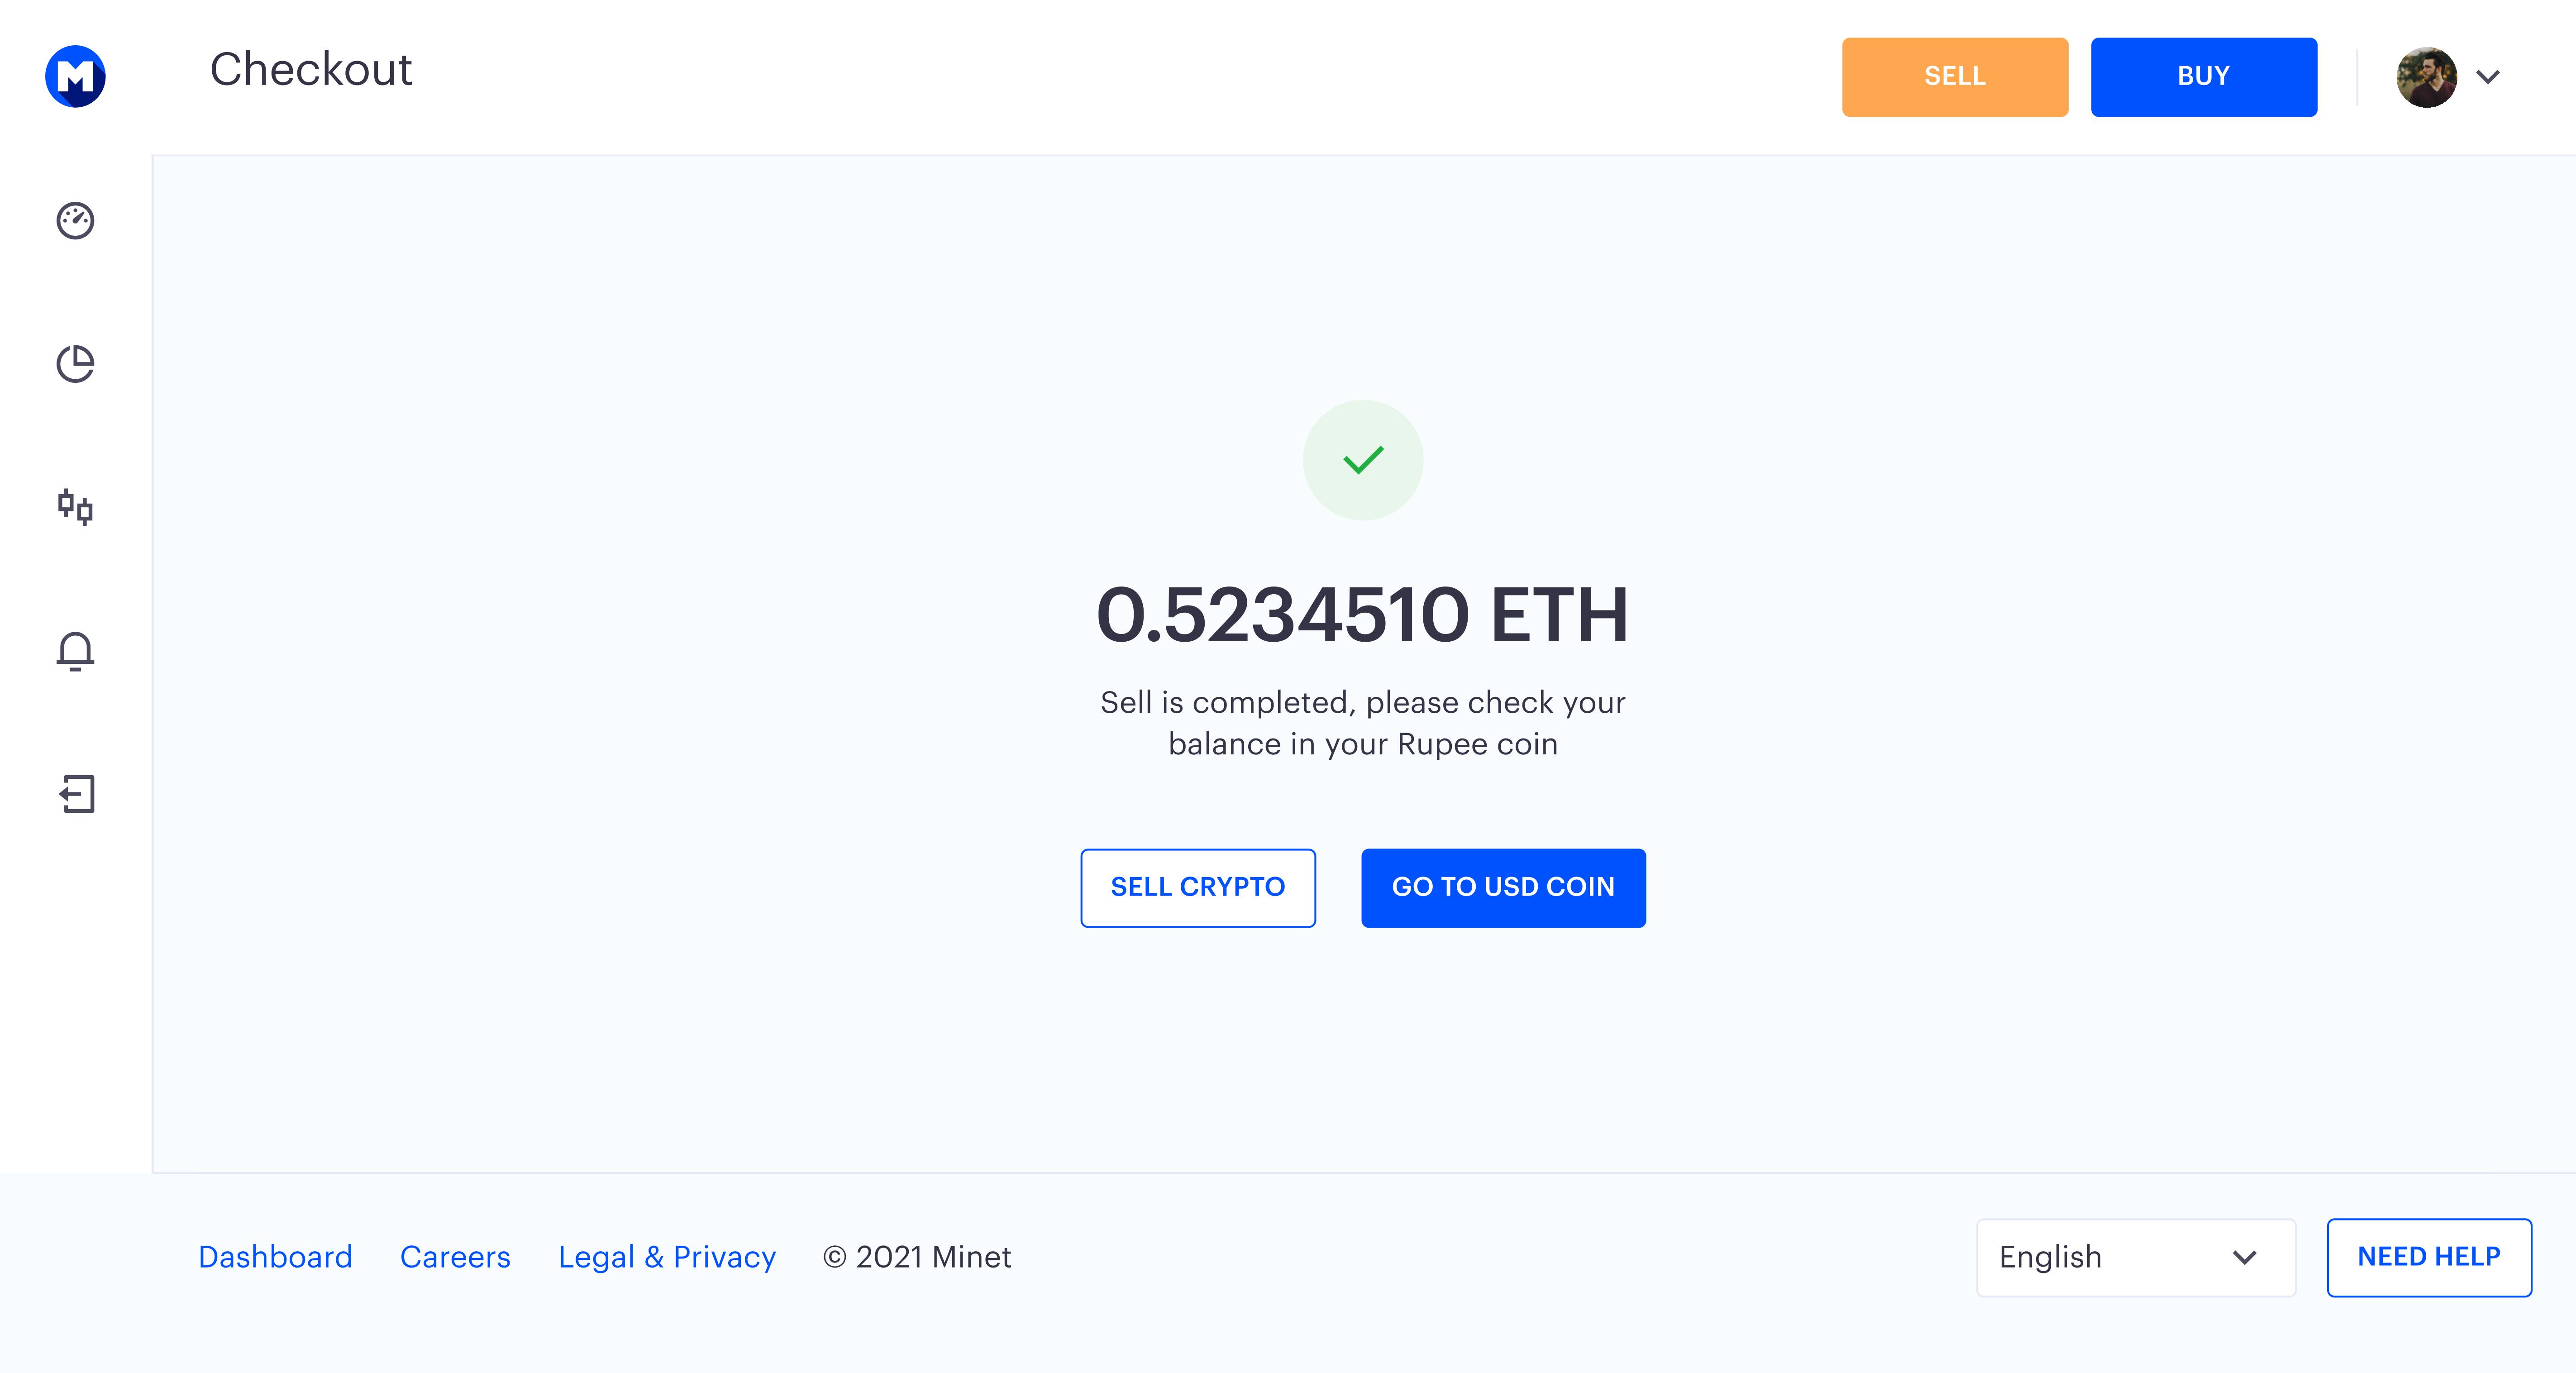 M
Checkout
SELL
BUY
0.5234510 ETH
Sell is completed, please check your
balance in your Rupee coin
SELL CRYPTO
GO TO USD COIN
Dashboard
Careers
Legal & Privacy
© 2021 Minet
English
NEED HELP